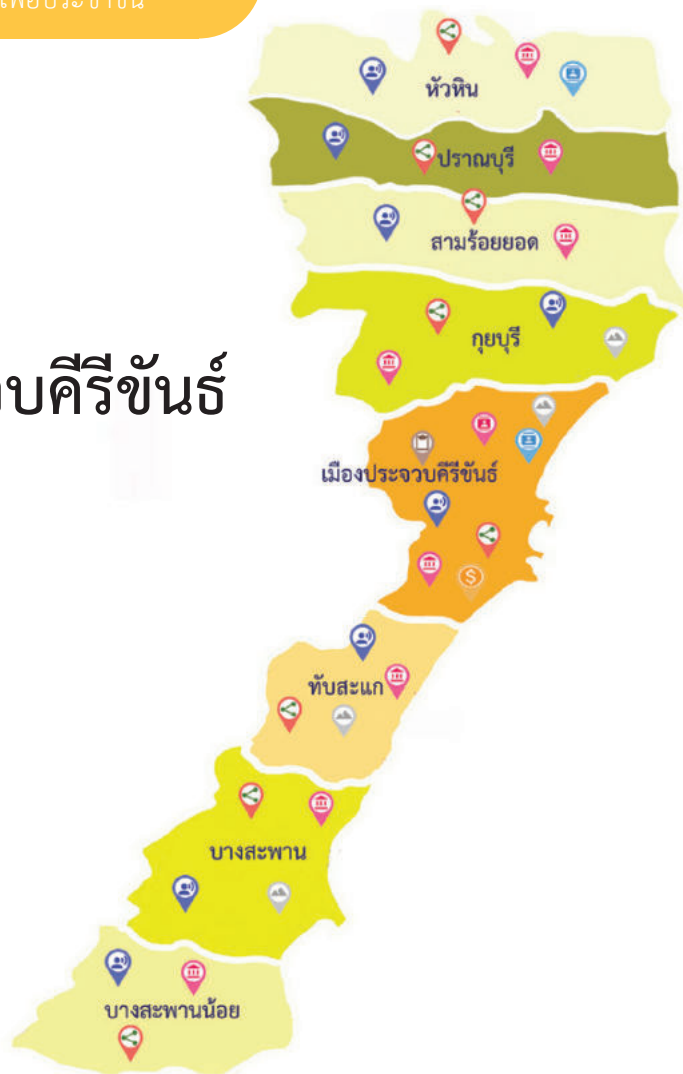 หัวหิน
ปราณบุรี
สามร้อยยอด
กุยบุรี
บคีรีขันธ์
เมืองประจวบคีรีขันธ์
ทับสะแก
บางสะพาน
บางสะพานน้อย